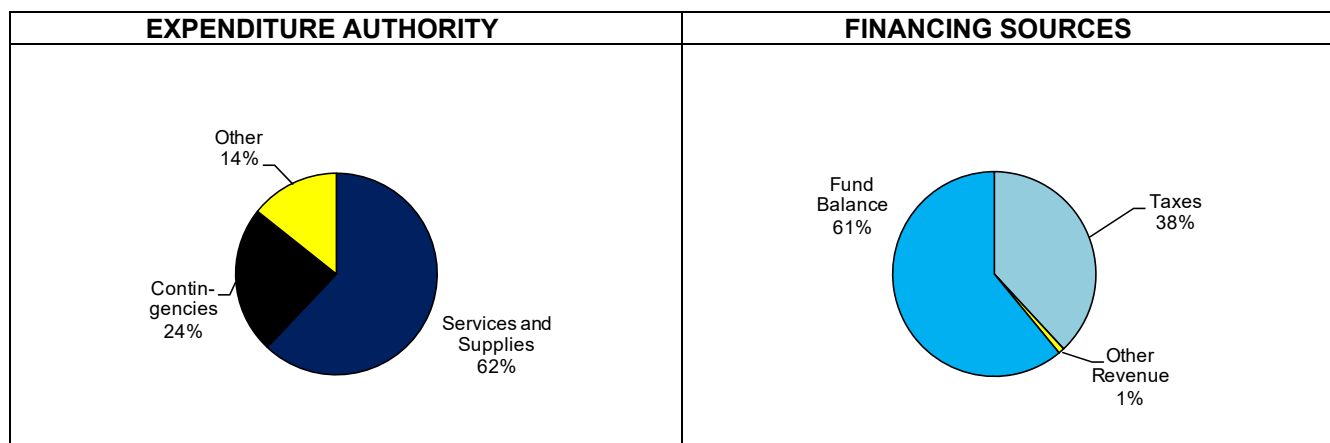 EXPENDITURE AUTHORITY
Other
14%
Contin-
gencies
24%
Services and
Supplies
62%
FINANCING SOURCES
Fund
Balance
61%
Taxes
38%
Other
Revenue
1%